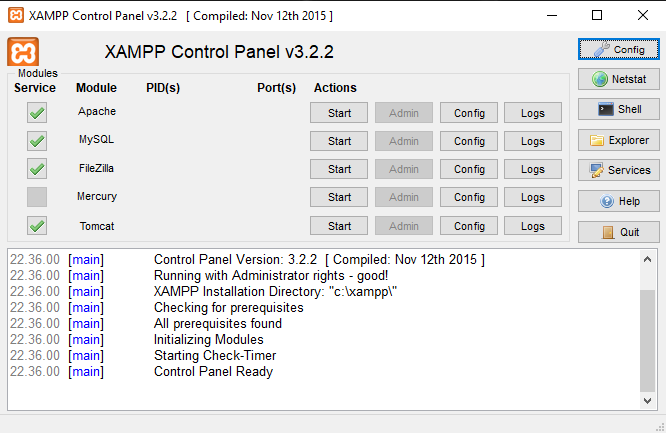 XAMPP Control Panel v3.2.2 [ Compiled: Nov 12th 2015 ]
XAMPP Control Panel v3.2.2
Config
Modules
Service Module PID(s) Port(s) Actions
Netstat
Apache Start Admin Config Logs
Shell
MySQL Start Admin Config Logs
Explorer
FileZilla Start Admin Config Logs
Services
Mercury Start Admin Config Logs
Help
Tomcat Start Admin Config Logs
Quit
22.36.00 [main] Control Panel Version: 3.2.2 [ Compiled: Nov 12th 2015 ]
22.36.00 [main] Running with Administrator rights - good!
22.36.00 [main] XAMPP Installation Directory: "c:\xampp\"
22.36.00 [main] Checking for prerequisites
22.36.00 [main] All prerequisites found
22.36.00 [main] Initializing Modules
22.36.00 [main] Starting Check-Timer
22.36.00 [main] Control Panel Ready